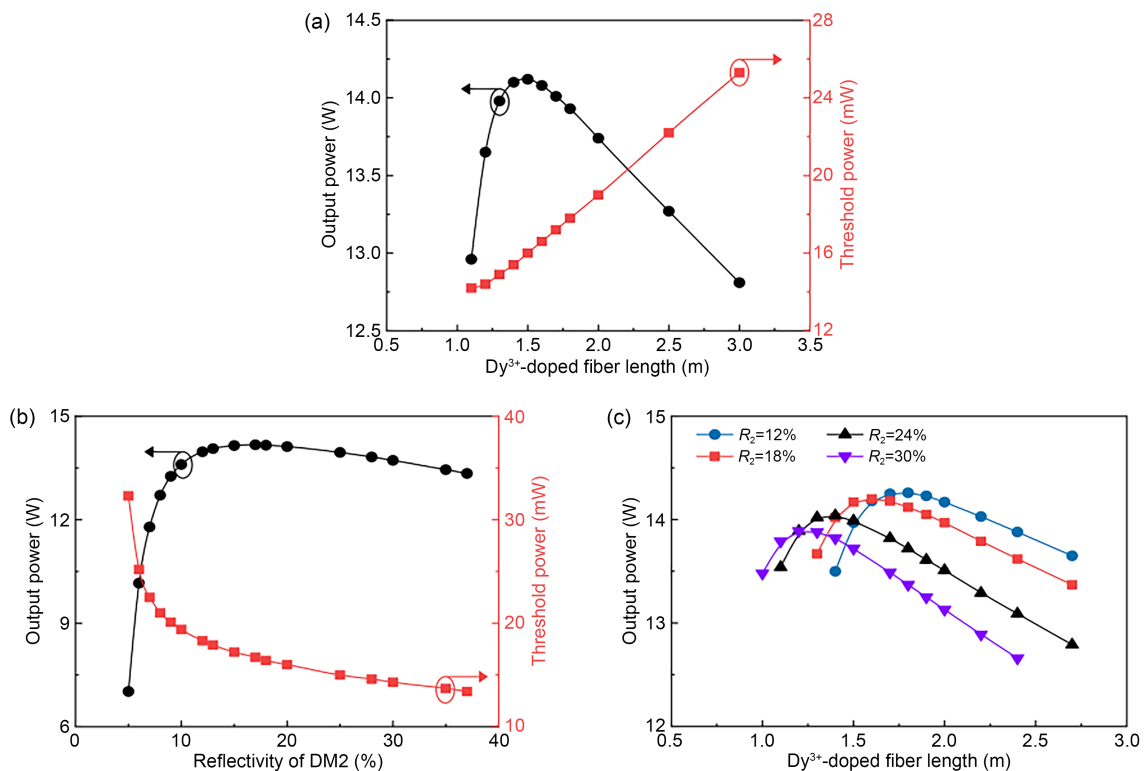 (a)
14.5
14.0
13.5
13.0
12.5
Output power (W)
28
24
20
16
12
Threshold power (mW)
0.5 1.0 1.5 2.0 2.5 3.0 3.5
Dy³⁺-doped fiber length (m)
(b)
15
12
9
6
Output power (W)
40
30
20
10
Threshold power (mW)
0 10 20 30 40
Reflectivity of DM2 (%)
(c)
15
14
13
12
Output power (W)
R₂=12% R₂=24%
R₂=18% R₂=30%
0.5 1.0 1.5 2.0 2.5 3.0
Dy³⁺-doped fiber length (m)